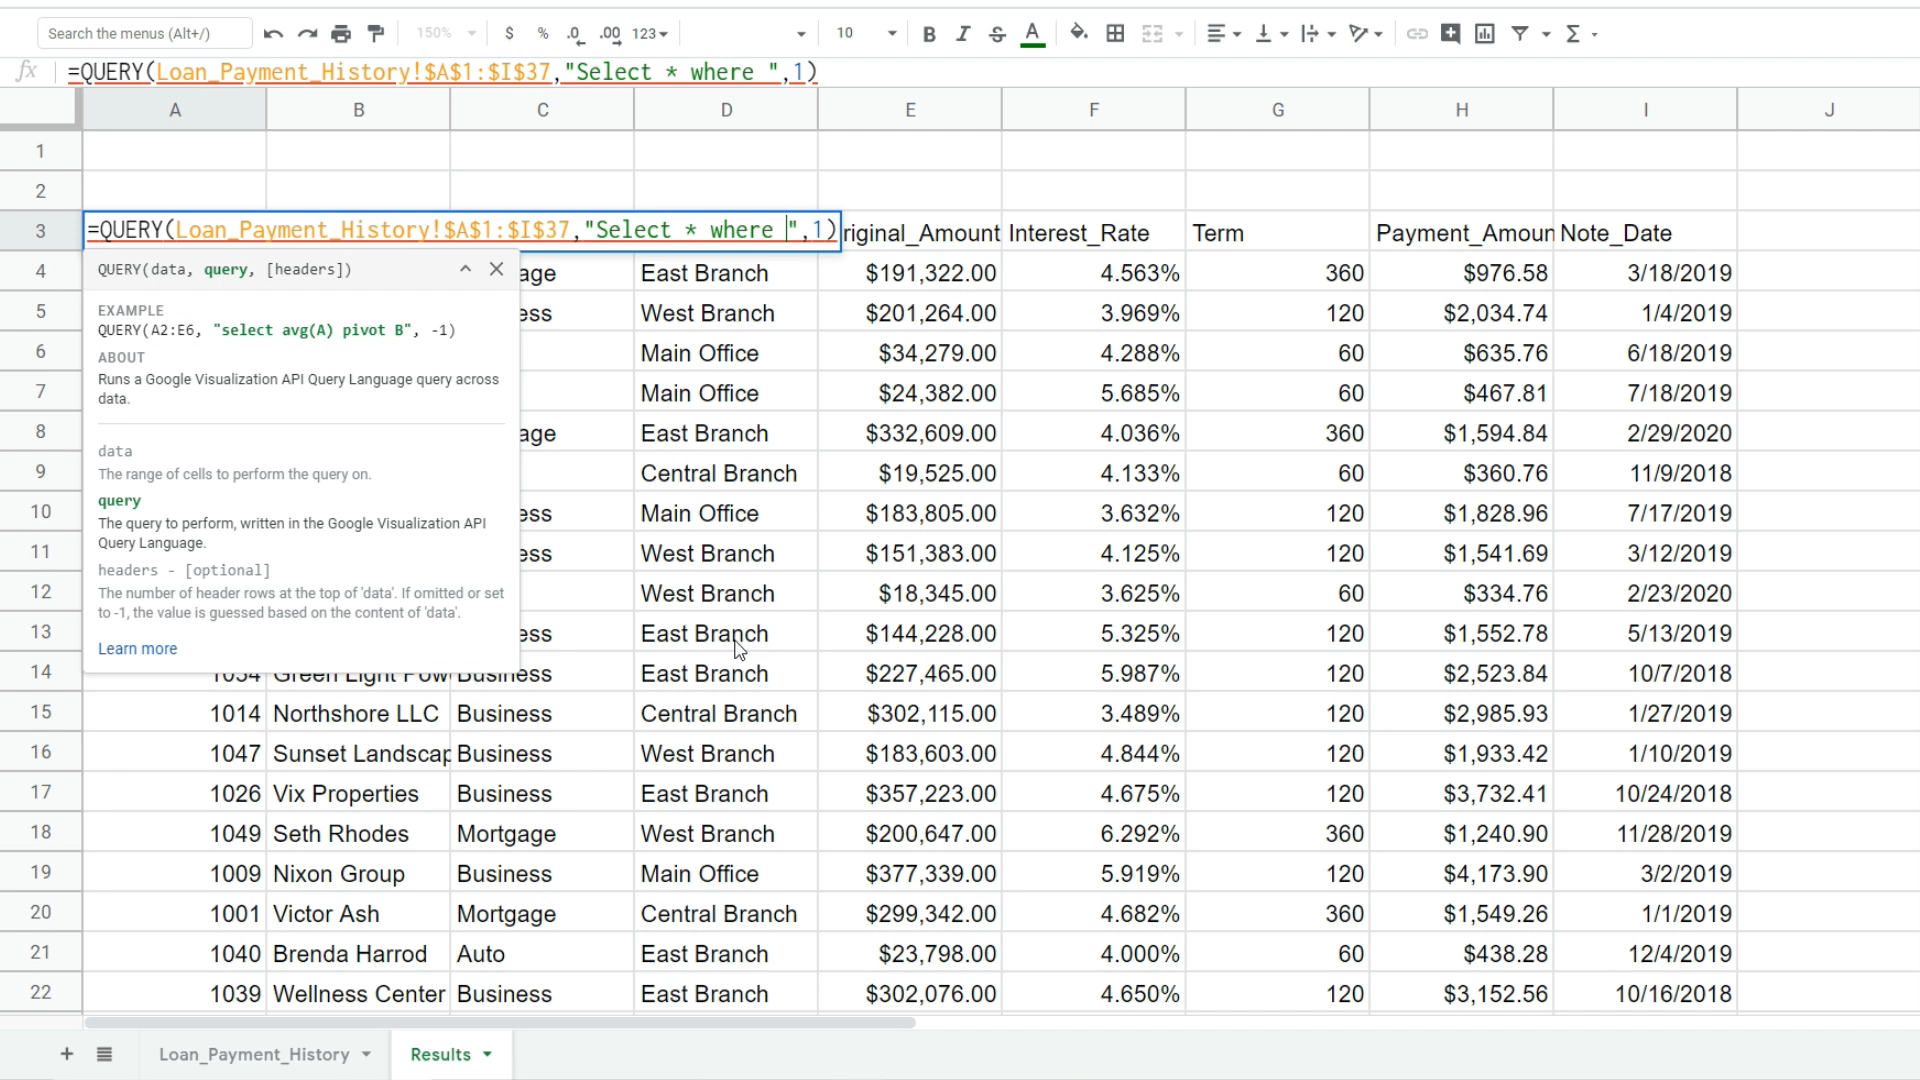 Search the menus (Alt+/) 150% $ % .0 .00 123 10 B I S A Σ
fx =QUERY(Loan_Payment_History!$A$1:$I$37,"Select * where ",1)
A B C D E F G H I J
1
2
3 =QUERY(Loan_Payment_History!$A$1:$I$37,"Select * where ",1) riginal_Amount Interest_Rate Term Payment_Amoun Note_Date
QUERY(data, query, [headers])
EXAMPLE
QUERY(A2:E6, "select avg(A) pivot B", -1)
ABOUT
Runs a Google Visualization API Query Language query across
data.
data
The range of cells to perform the query on.
query
The query to perform, written in the Google Visualization API
Query Language.
headers - [optional]
The number of header rows at the top of 'data'. If omitted or set
to -1, the value is guessed based on the content of 'data'.
Learn more
4 age East Branch $191,322.00 4.563% 360 $976.58 3/18/2019
5 ess West Branch $201,264.00 3.969% 120 $2,034.74 1/4/2019
6 Main Office $34,279.00 4.288% 60 $635.76 6/18/2019
7 Main Office $24,382.00 5.685% 60 $467.81 7/18/2019
8 age East Branch $332,609.00 4.036% 360 $1,594.84 2/29/2020
9 Central Branch $19,525.00 4.133% 60 $360.76 11/9/2018
10 ess Main Office $183,805.00 3.632% 120 $1,828.96 7/17/2019
11 ess West Branch $151,383.00 4.125% 120 $1,541.69 3/12/2019
12 West Branch $18,345.00 3.625% 60 $334.76 2/23/2020
13 ess East Branch $144,228.00 5.325% 120 $1,552.78 5/13/2019
14 1034 Green Light Pow Business East Branch $227,465.00 5.987% 120 $2,523.84 10/7/2018
15 1014 Northshore LLC Business Central Branch $302,115.00 3.489% 120 $2,985.93 1/27/2019
16 1047 Sunset Landscap Business West Branch $183,603.00 4.844% 120 $1,933.42 1/10/2019
17 1026 Vix Properties Business East Branch $357,223.00 4.675% 120 $3,732.41 10/24/2018
18 1049 Seth Rhodes Mortgage West Branch $200,647.00 6.292% 360 $1,240.90 11/28/2019
19 1009 Nixon Group Business Main Office $377,339.00 5.919% 120 $4,173.90 3/2/2019
20 1001 Victor Ash Mortgage Central Branch $299,342.00 4.682% 360 $1,549.26 1/1/2019
21 1040 Brenda Harrod Auto East Branch $23,798.00 4.000% 60 $438.28 12/4/2019
22 1039 Wellness Center Business East Branch $302,076.00 4.650% 120 $3,152.56 10/16/2018
+ Loan_Payment_History Results